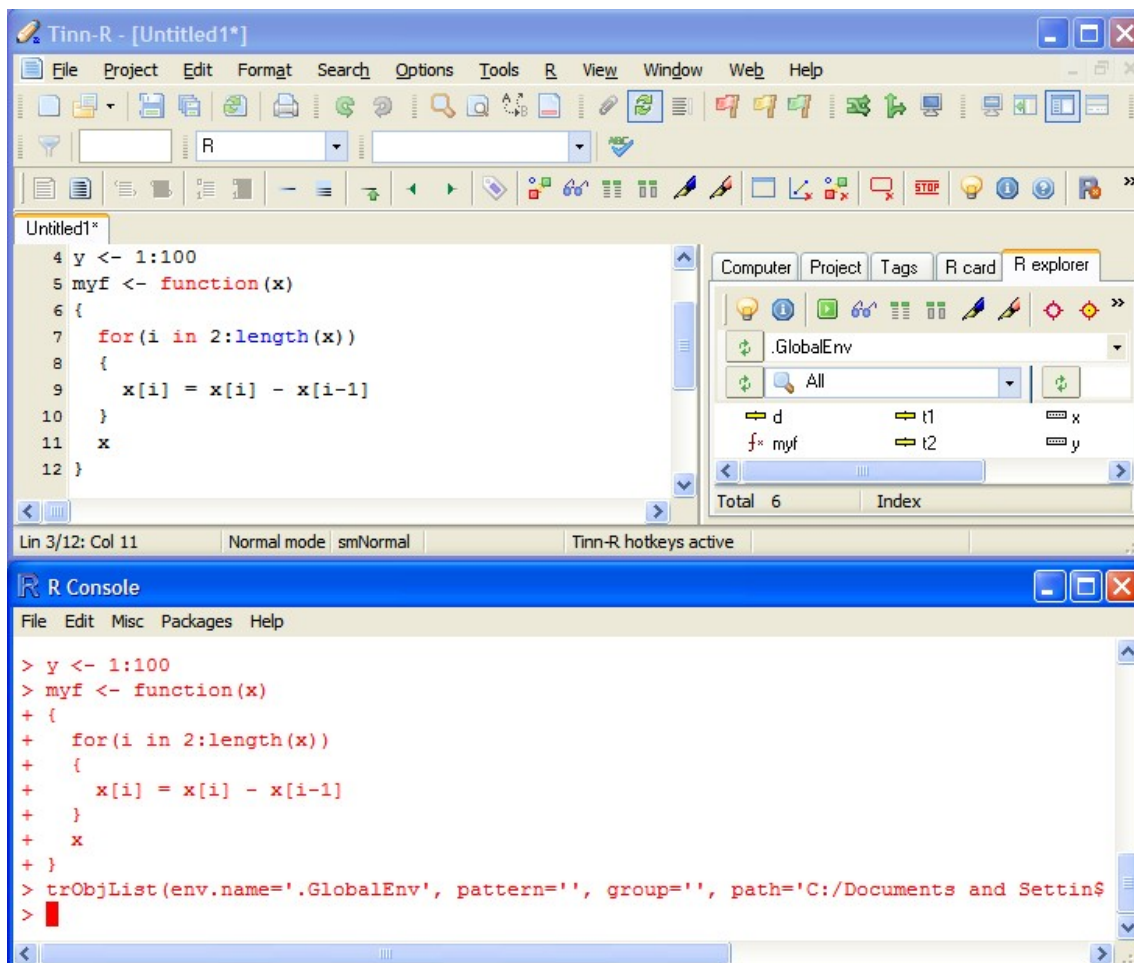 Tinn-R - [Untitled1*]
File Project Edit Format Search Options Tools R View Window Web Help
R
ABC
STOP
Untitled1*
4 y <- 1:100
5 myf <- function(x)
6 {
7 for(i in 2:length(x))
8 {
9 x[i] = x[i] - x[i-1]
10 }
11 x
12 }
Computer Project Tags R card R explorer
.GlobalEnv
All
d t1 x
myf t2 y
Total 6 Index
Lin 3/12: Col 11 Normal mode smNormal Tinn-R hotkeys active
R Console
File Edit Misc Packages Help
> y <- 1:100
> myf <- function(x)
+ {
+ for(i in 2:length(x))
+ {
+ x[i] = x[i] - x[i-1]
+ }
+ x
+ }
> trObjList(env.name='.GlobalEnv', pattern='', group='', path='C:/Documents and Settin$
>